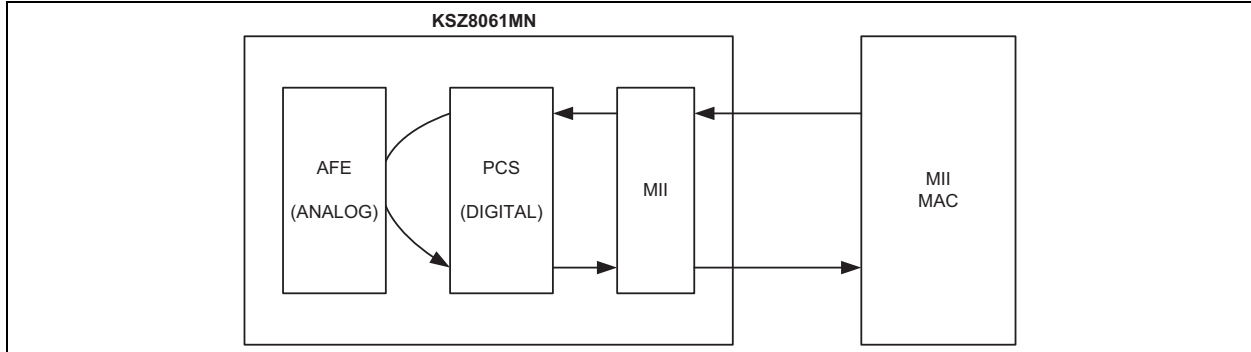 KSZ8061MN
AFE
(ANALOG)
PCS
(DIGITAL)
MII
MII
MAC